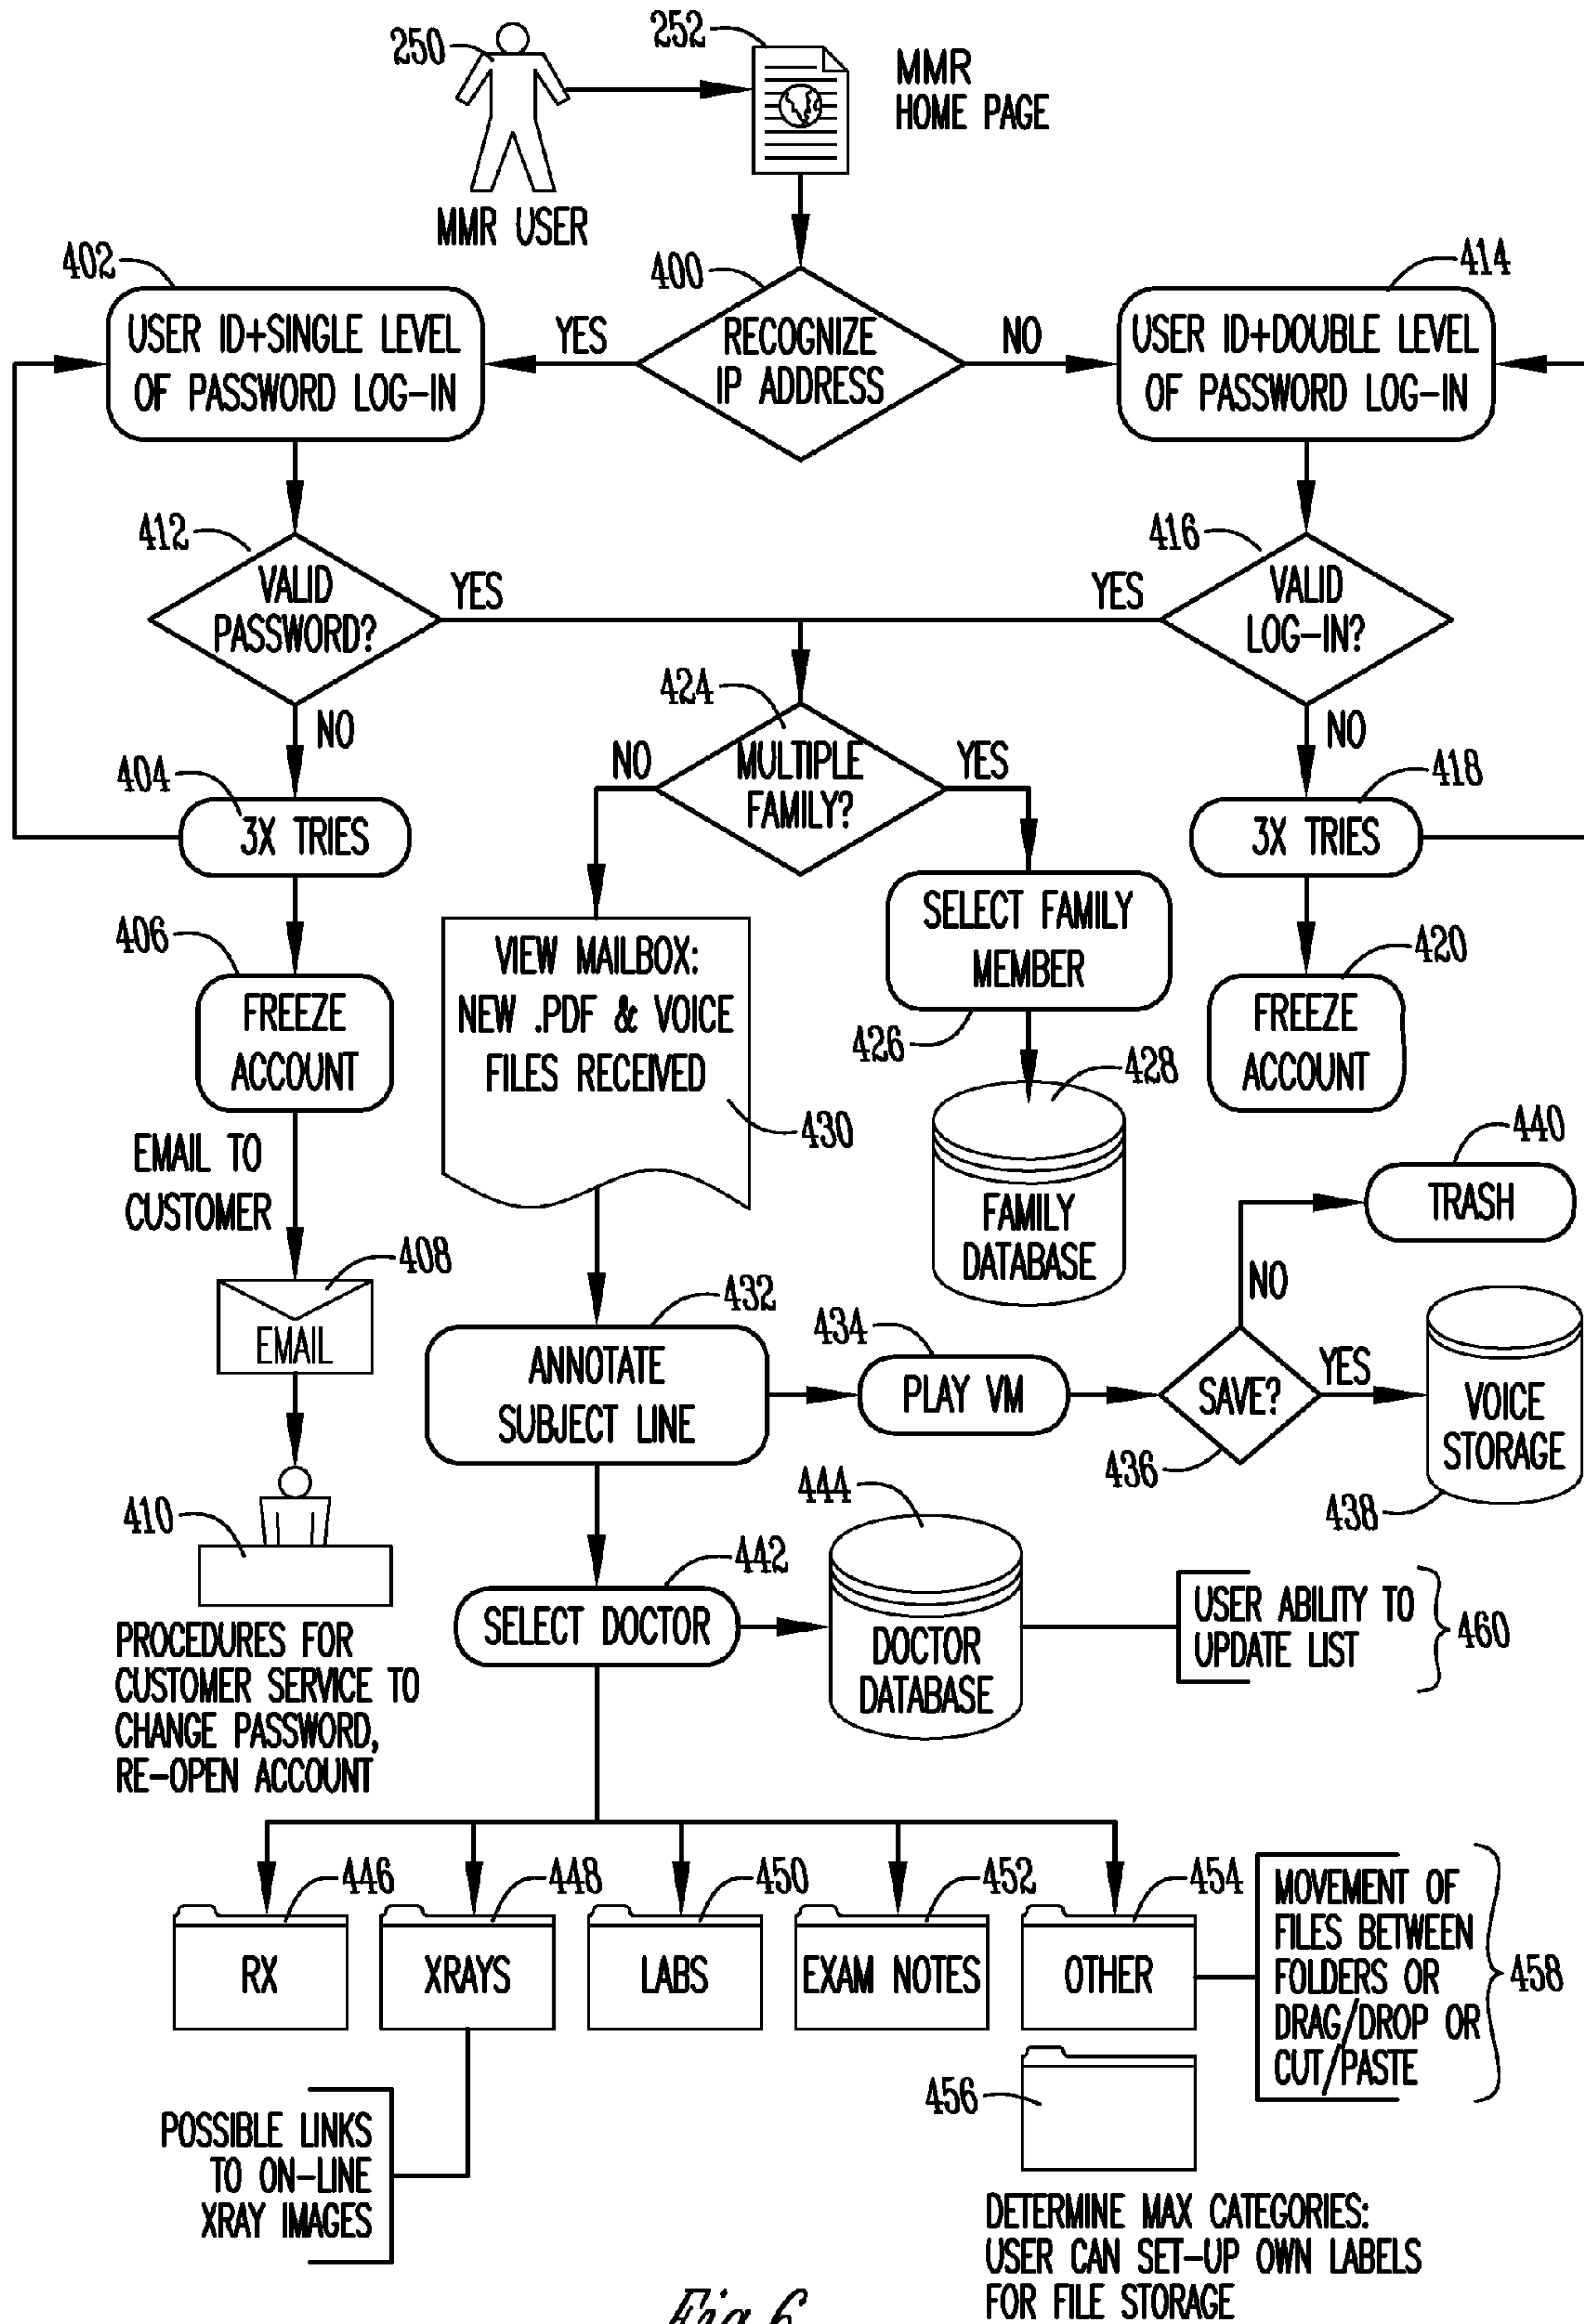 250
252
MMR
HOME PAGE
MMR USER
402
400
414
USER ID+SINGLE LEVEL
OF PASSWORD LOG-IN
YES
RECOGNIZE
IP ADDRESS
NO
USER ID+DOUBLE LEVEL
OF PASSWORD LOG-IN
412
VALID
PASSWORD?
YES
416
YES
VALID
LOG-IN?
NO
424
NO
MULTIPLE
FAMILY?
YES
NO
404
3X TRIES
418
3X TRIES
406
FREEZE
ACCOUNT
VIEW MAILBOX:
NEW .PDF & VOICE
FILES RECEIVED
430
SELECT FAMILY
MEMBER
426
420
FREEZE
ACCOUNT
428
FAMILY
DATABASE
EMAIL TO
CUSTOMER
440
TRASH
408
EMAIL
432
ANNOTATE
SUBJECT LINE
434
PLAY VM
NO
SAVE?
YES
436
VOICE
STORAGE
438
410
PROCEDURES FOR
CUSTOMER SERVICE TO
CHANGE PASSWORD,
RE-OPEN ACCOUNT
442
SELECT DOCTOR
444
DOCTOR
DATABASE
USER ABILITY TO
UPDATE LIST
460
446
RX
448
XRAYS
450
LABS
452
EXAM NOTES
454
OTHER
MOVEMENT OF
FILES BETWEEN
FOLDERS OR
DRAG/DROP OR
CUT/PASTE
458
456
POSSIBLE LINKS
TO ON-LINE
XRAY IMAGES
DETERMINE MAX CATEGORIES:
USER CAN SET-UP OWN LABELS
FOR FILE STORAGE
Fig. 6